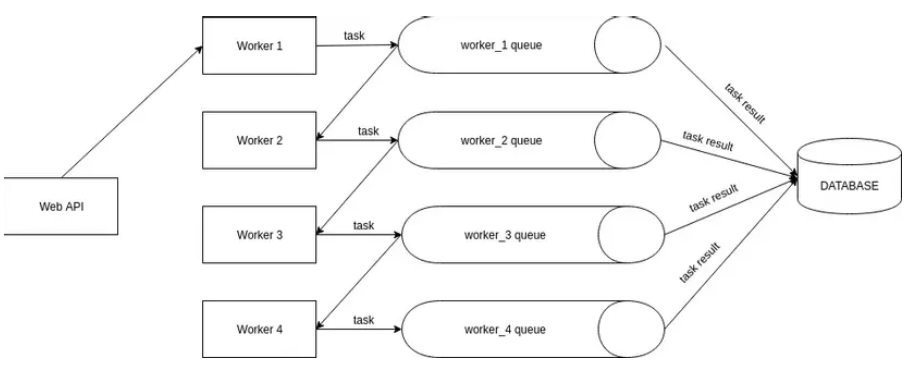 Worker 1
task
worker_1 queue
task result
Worker 2
task
worker_2 queue
task result
DATABASE
Web API
task result
Worker 3
task
worker_3 queue
task result
Worker 4
task
worker_4 queue